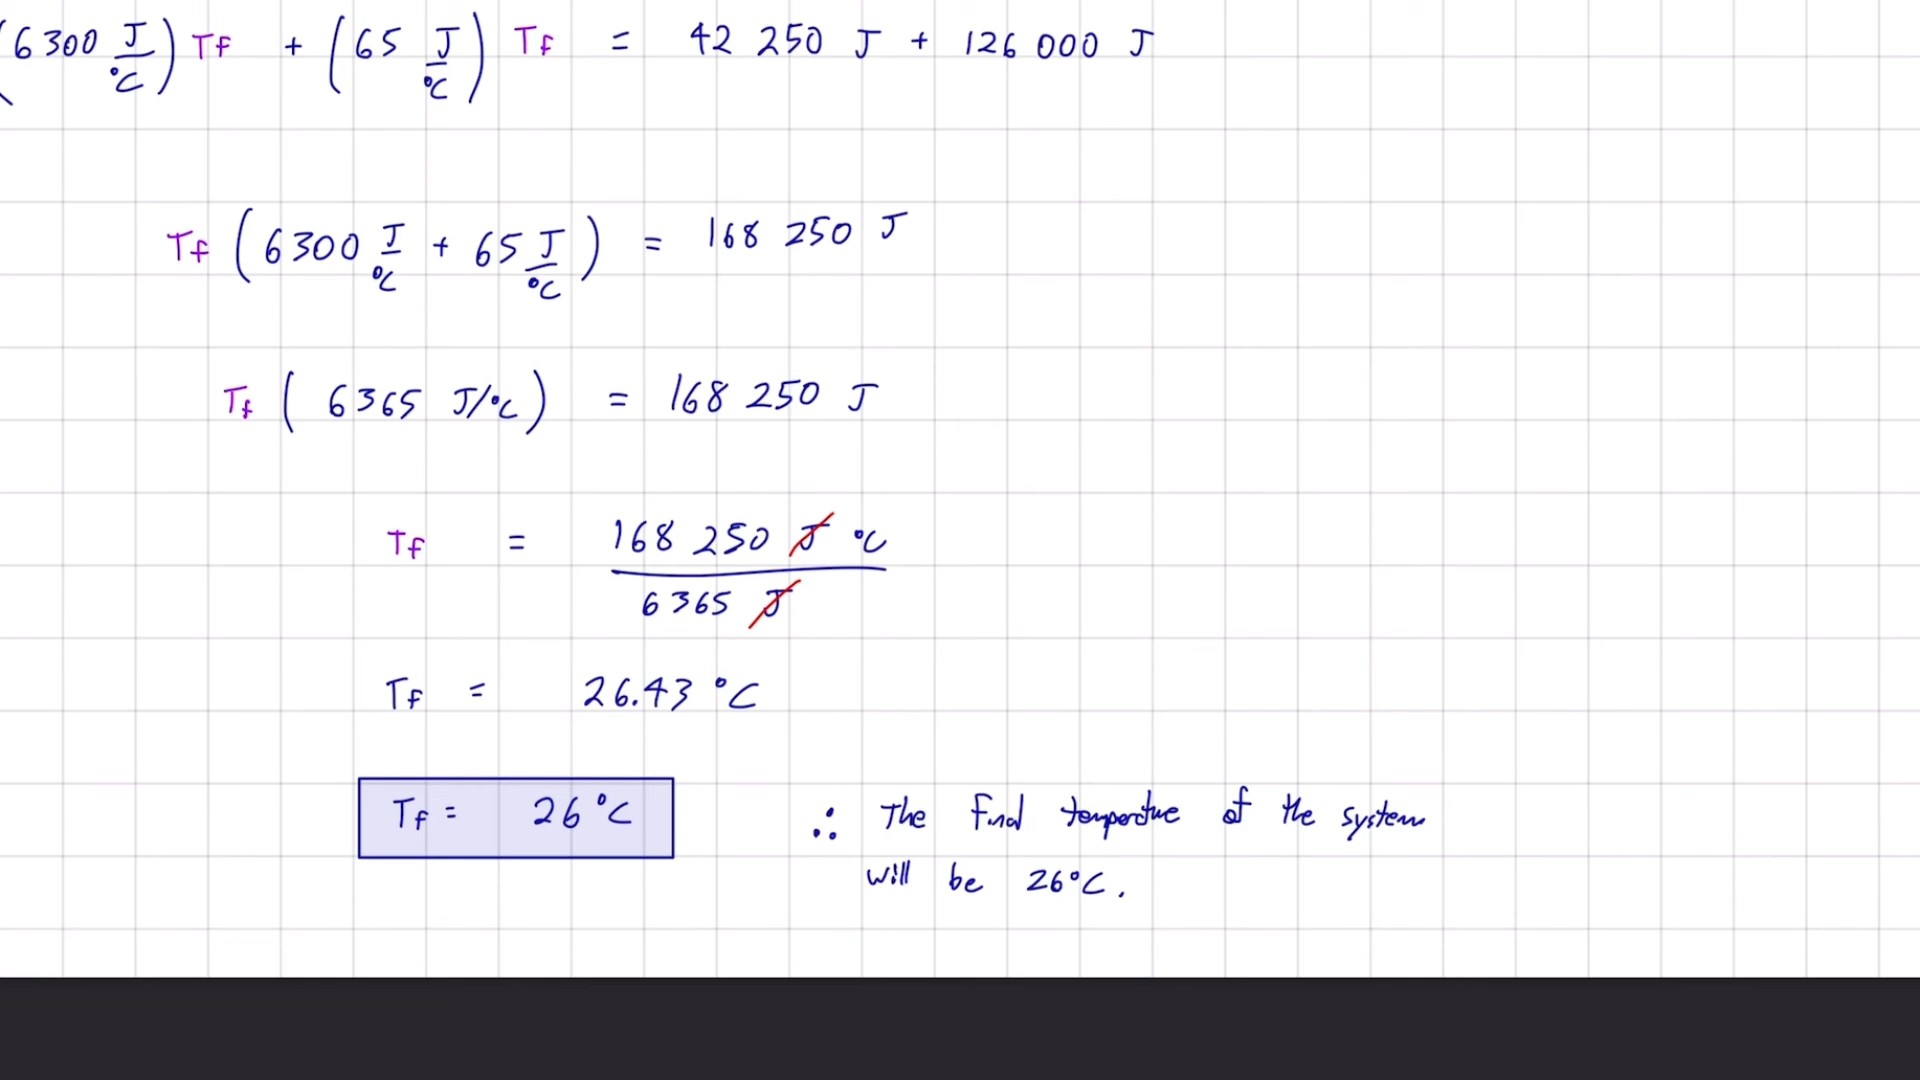 (6300 J/°C) Tf + (65 J/°C) Tf = 42 250 J + 126 000 J
Tf (6300 J/°C + 65 J/°C) = 168 250 J
Tf (6365 J/°C) = 168 250 J
Tf = 168 250 J °C
6365 J
Tf = 26.43 °C
Tf = 26°C
∴ The final temperature of the system
will be 26°C.